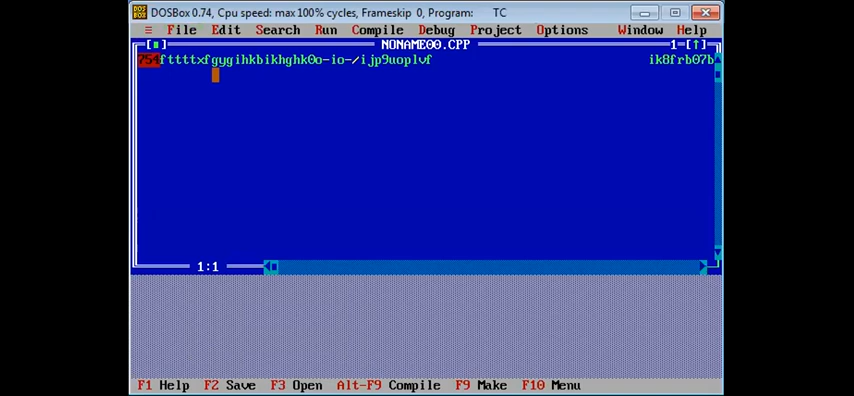 DOSBox 0.74, Cpu speed: max 100% cycles, Frameskip 0, Program: TC
≡ File Edit Search Run Compile Debug Project Options Window Help
[■] NONAME00.CPP 1=[↑]
754fttttxfgygihkbikhghk0o-io-/ijp9uoplvf ik8frb07b
1:1
F1 Help F2 Save F3 Open Alt-F9 Compile F9 Make F10 Menu